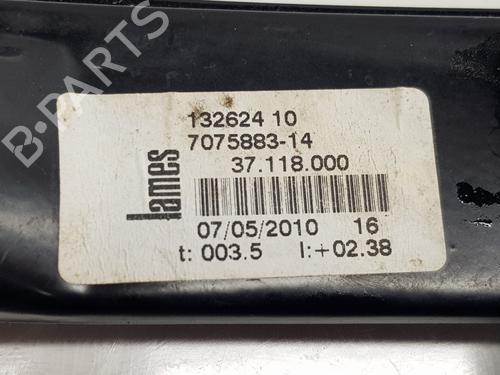 B-PARTS
lames
132624 10
7075883-14
37.118.000
07/05/2010 16
t: 003.5 l:+02.38